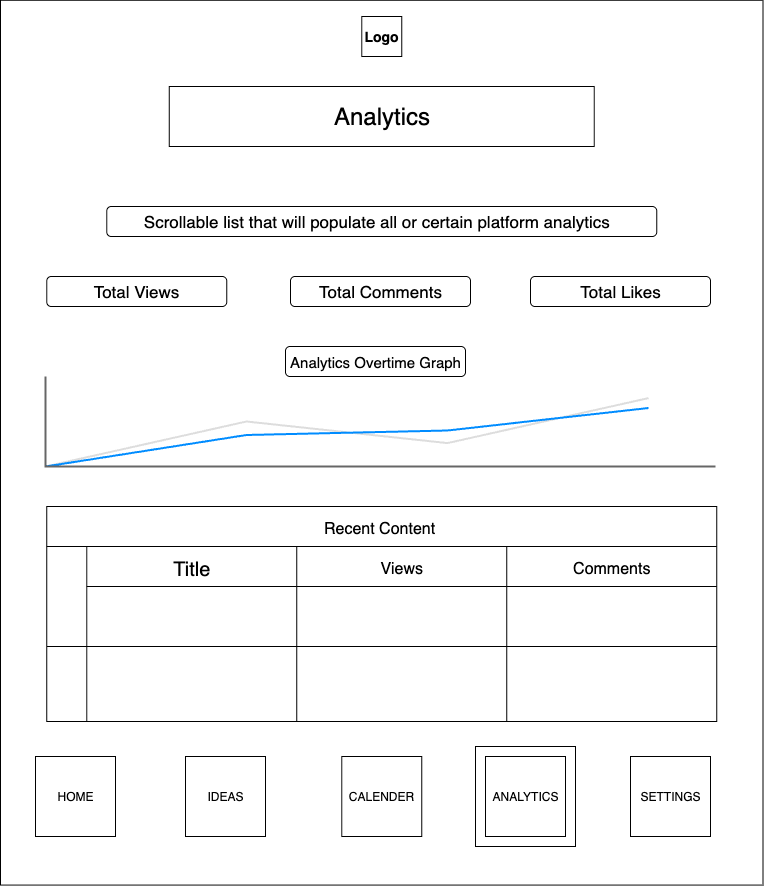 Logo
Analytics
Scrollable list that will populate all or certain platform analytics
Total Views
Total Comments
Total Likes
Analytics Overtime Graph
Recent Content
Title
Views
Comments
HOME
IDEAS
CALENDER
ANALYTICS
SETTINGS